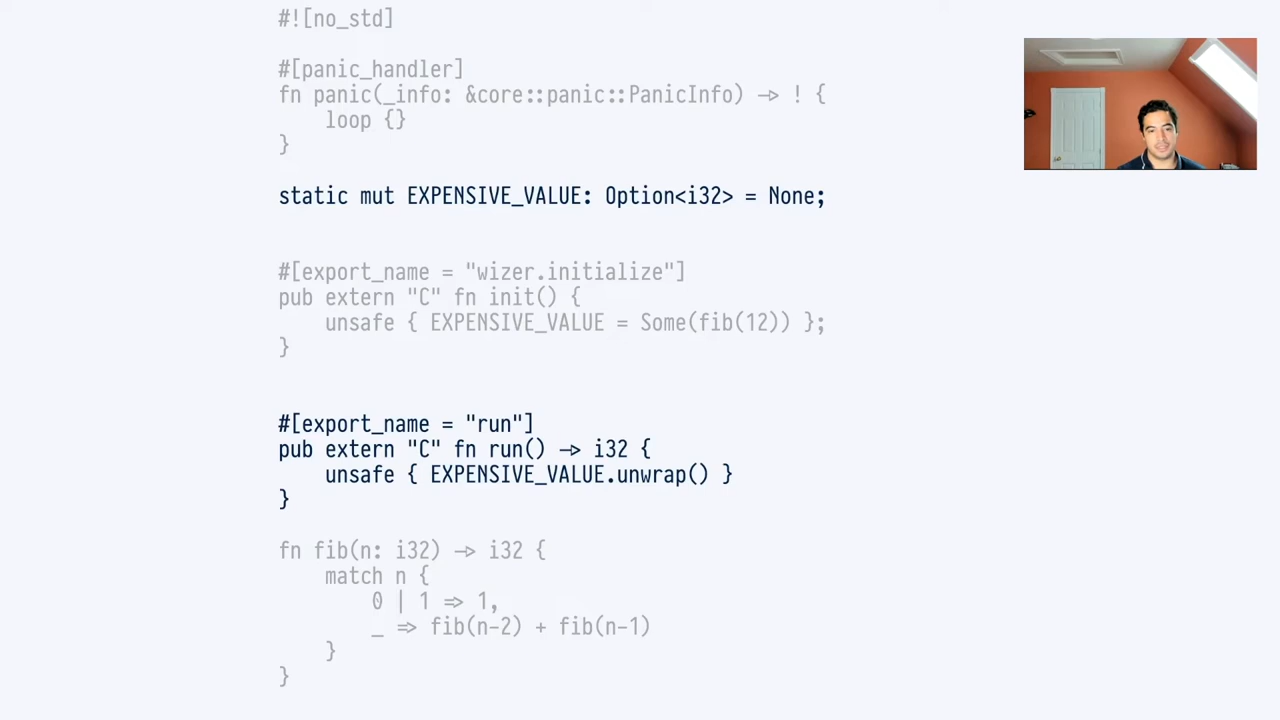 #![no_std]
#[panic_handler]
fn panic(_info: &core::panic::PanicInfo) -> ! {
    loop {}
}
static mut EXPENSIVE_VALUE: Option<i32> = None;
#[export_name = "wizer.initialize"]
pub extern "C" fn init() {
    unsafe { EXPENSIVE_VALUE = Some(fib(12)) };
}
#[export_name = "run"]
pub extern "C" fn run() -> i32 {
    unsafe { EXPENSIVE_VALUE.unwrap() }
}
fn fib(n: i32) -> i32 {
    match n {
        0 | 1 => 1,
        _ => fib(n-2) + fib(n-1)
    }
}